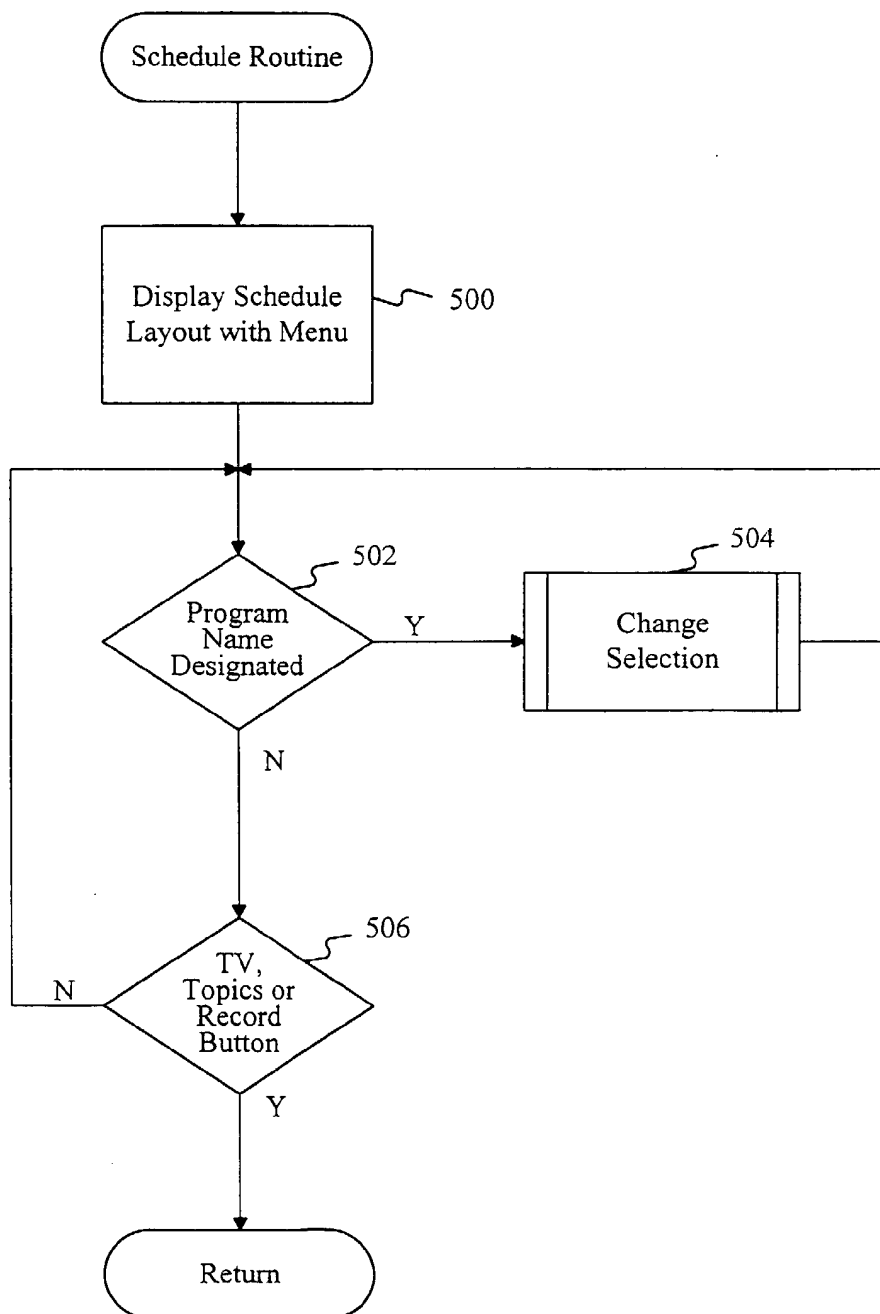 Schedule Routine
Display Schedule
Layout with Menu
500
502
Program
Name
Designated
Y
504
Change
Selection
N
506
TV,
Topics or
Record
Button
N
Y
Return